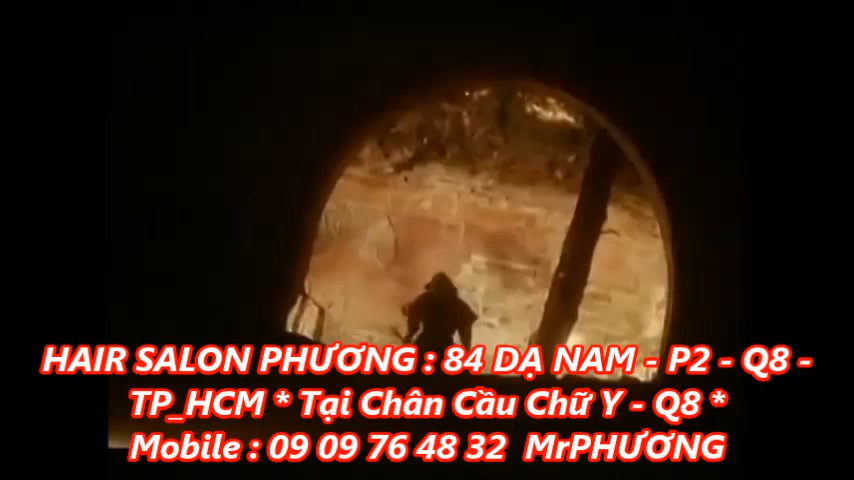 HAIR SALON PHƯƠNG : 84 DẠ NAM - P2 - Q8 -
TP_HCM * Tại Chân Cầu Chữ Y - Q8 *
Mobile : 09 09 76 48 32 MrPHƯƠNG